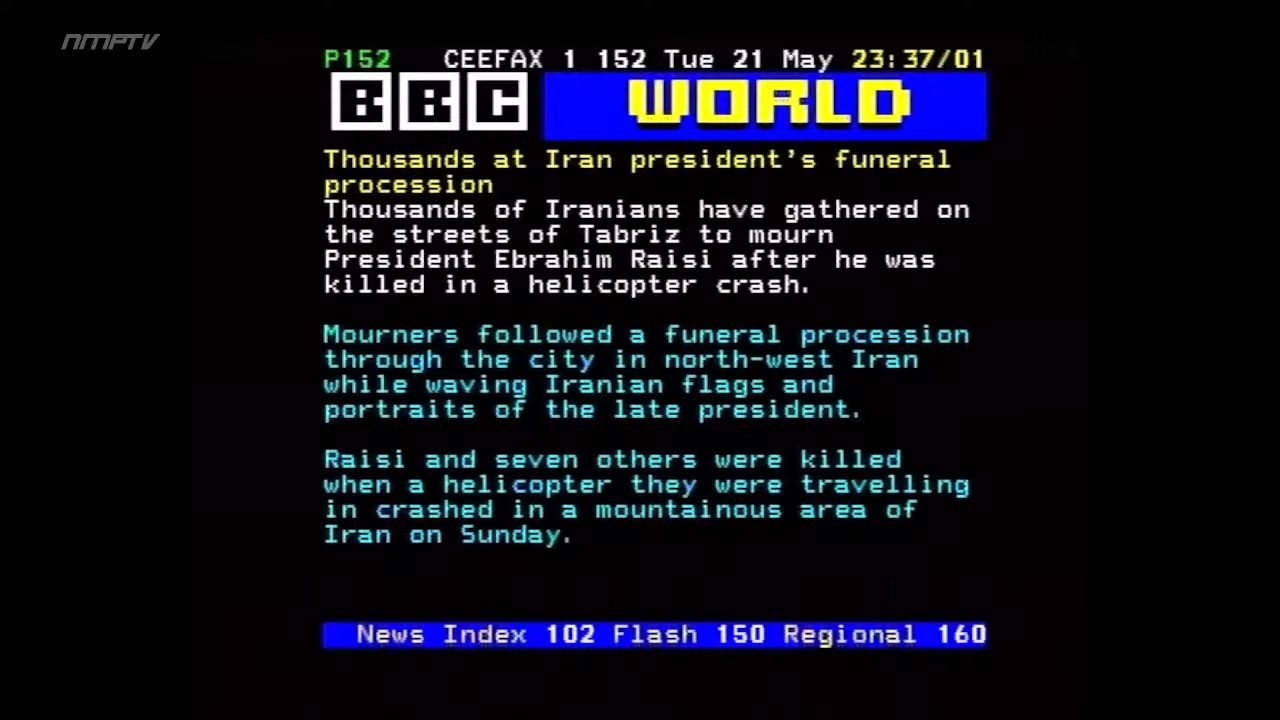 NMPTV
P152 CEEFAX 1 152 Tue 21 May 23:37/01
BBC WORLD
Thousands at Iran president's funeral
procession
Thousands of Iranians have gathered on
the streets of Tabriz to mourn
President Ebrahim Raisi after he was
killed in a helicopter crash.
Mourners followed a funeral procession
through the city in north-west Iran
while waving Iranian flags and
portraits of the late president.
Raisi and seven others were killed
when a helicopter they were travelling
in crashed in a mountainous area of
Iran on Sunday.
News Index 102 Flash 150 Regional 160